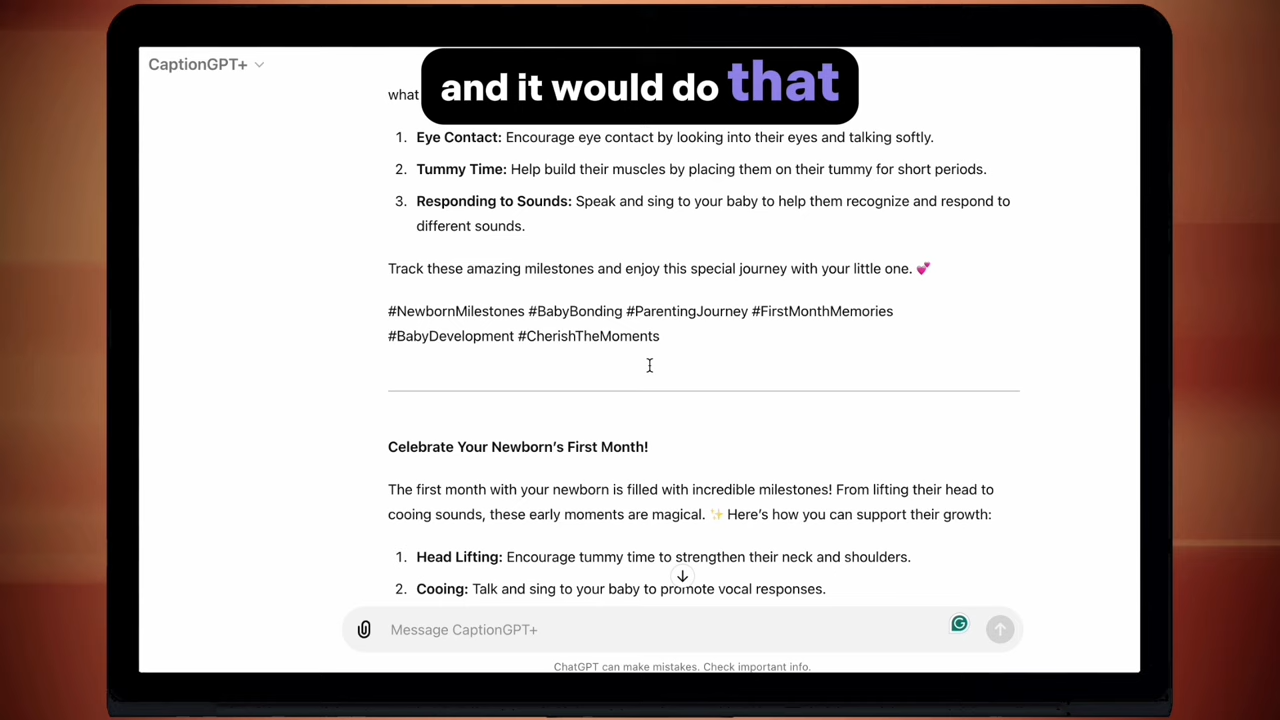 CaptionGPT+
and it would do that
what
1. Eye Contact: Encourage eye contact by looking into their eyes and talking softly.
2. Tummy Time: Help build their muscles by placing them on their tummy for short periods.
3. Responding to Sounds: Speak and sing to your baby to help them recognize and respond to
different sounds.
Track these amazing milestones and enjoy this special journey with your little one. 💕
#NewbornMilestones #BabyBonding #ParentingJourney #FirstMonthMemories
#BabyDevelopment #CherishTheMoments
Celebrate Your Newborn’s First Month!
The first month with your newborn is filled with incredible milestones! From lifting their head to
cooing sounds, these early moments are magical. ✨ Here’s how you can support their growth:
1. Head Lifting: Encourage tummy time to strengthen their neck and shoulders.
2. Cooing: Talk and sing to your baby to promote vocal responses.
Message CaptionGPT+
ChatGPT can make mistakes. Check important info.